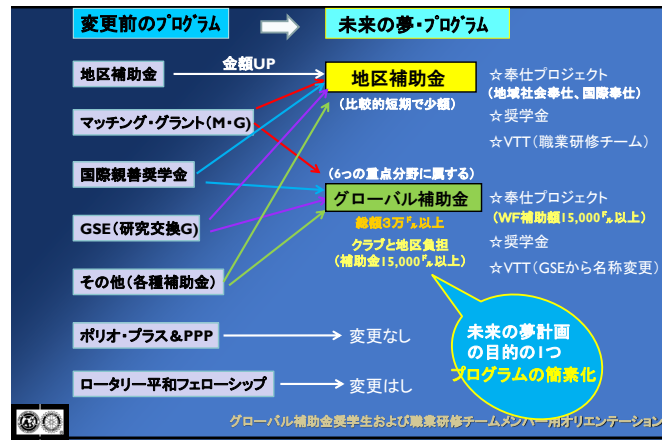 変更前のプログラム
未来の夢・プログラム
地区補助金
金額UP
地区補助金
(比較的短期で少額)
☆奉仕プロジェクト
(地域社会奉仕、国際奉仕)
☆奨学金
☆VTT(職業研修チーム)
マッチング・グラント(M・G)
国際親善奨学金
(6つの重点分野に属する)
グローバル補助金
総額3万㌦以上
クラブと地区負担
(補助金15,000㌦以上)
☆奉仕プロジェクト
(WF補助額15,000㌦以上)
☆奨学金
☆VTT(GSEから名称変更)
GSE(研究交換G)
その他(各種補助金)
ポリオ・プラス&PPP
変更なし
ロータリー平和フェローシップ
変更はし
未来の夢計画
の目的の1つ
プログラムの簡素化
グローバル補助金奨学生および職業研修チームメンバー用オリエンテーション